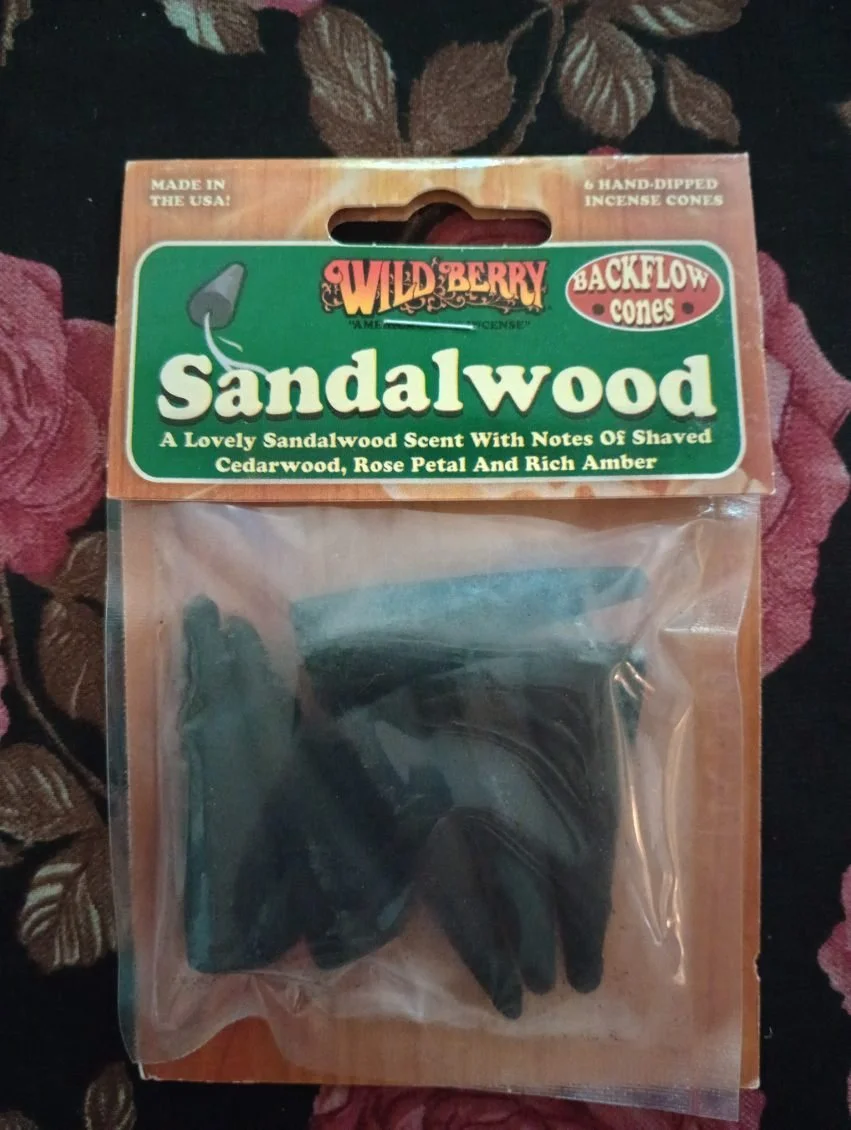 MADE IN
THE USA!
6 HAND-DIPPED
INCENSE CONES
WILD BERRY
BACKFLOW
CONES
Sandalwood
A Lovely Sandalwood Scent With Notes Of Shaved
Cedarwood, Rose Petal And Rich Amber